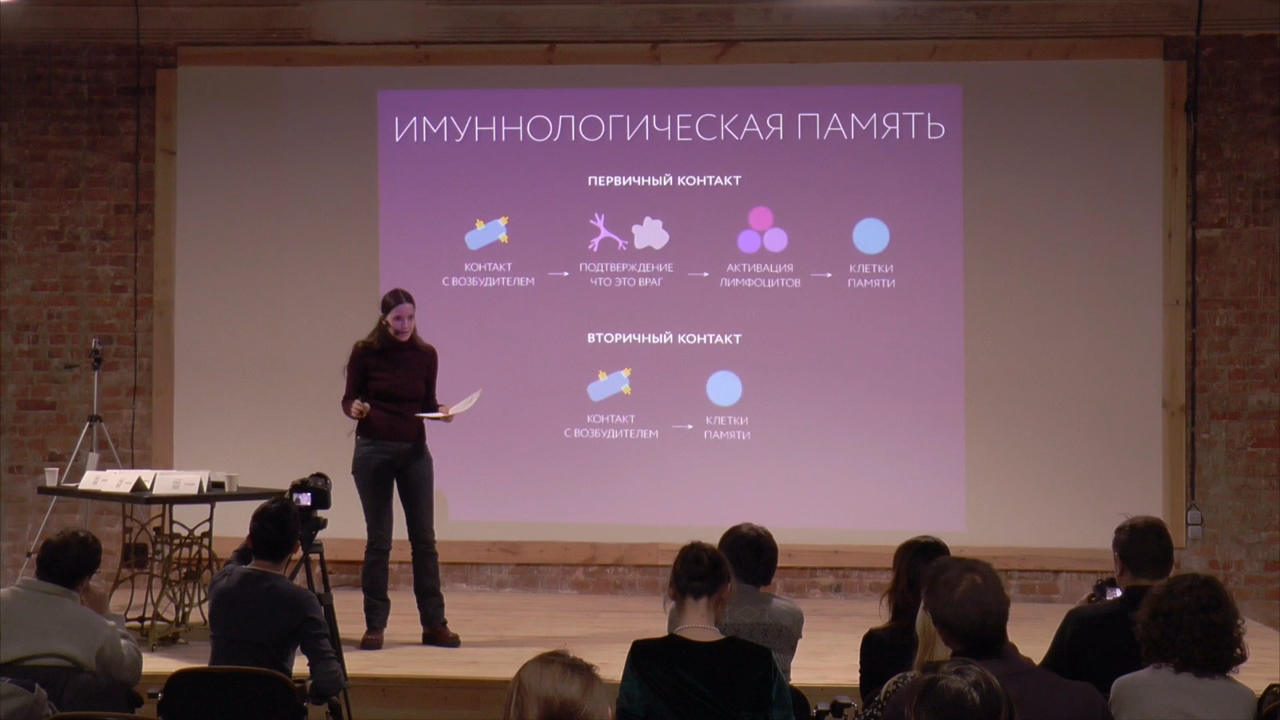 ИМУННОЛОГИЧЕСКАЯ ПАМЯТЬ
ПЕРВИЧНЫЙ КОНТАКТ
КОНТАКТ
С ВОЗБУДИТЕЛЕМ
ПОДТВЕРЖДЕНИЕ
ЧТО ЭТО ВРАГ
АКТИВАЦИЯ
ЛИМФОЦИТОВ
КЛЕТКИ
ПАМЯТИ
ВТОРИЧНЫЙ КОНТАКТ
КОНТАКТ
С ВОЗБУДИТЕЛЕМ
КЛЕТКИ
ПАМЯТИ